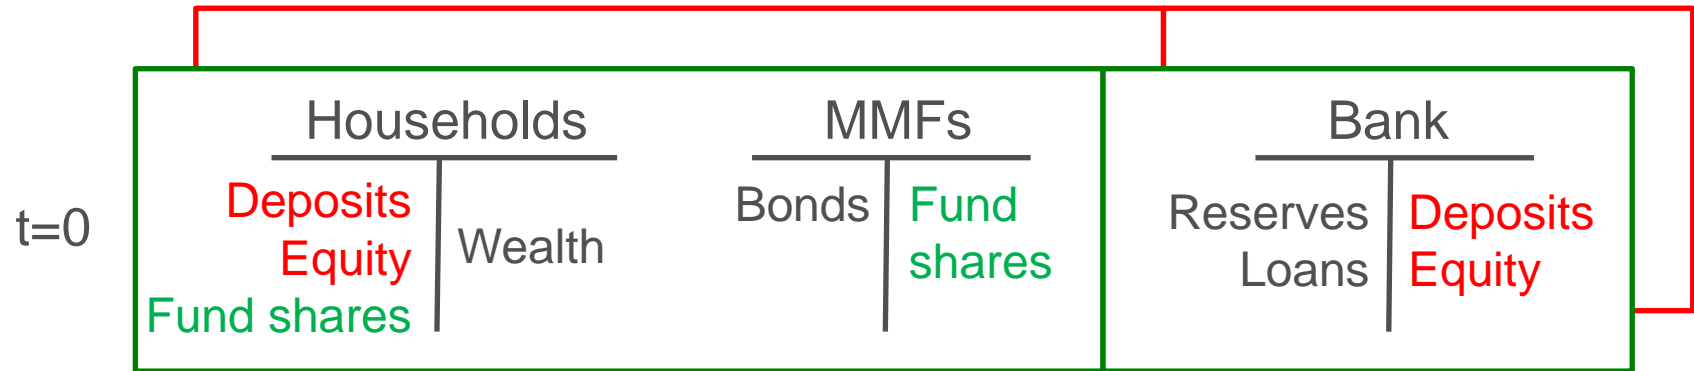 Households
MMFs
Bank
t=0
Deposits
Equity
Fund shares
Wealth
Bonds
Fund
shares
Reserves
Loans
Deposits
Equity